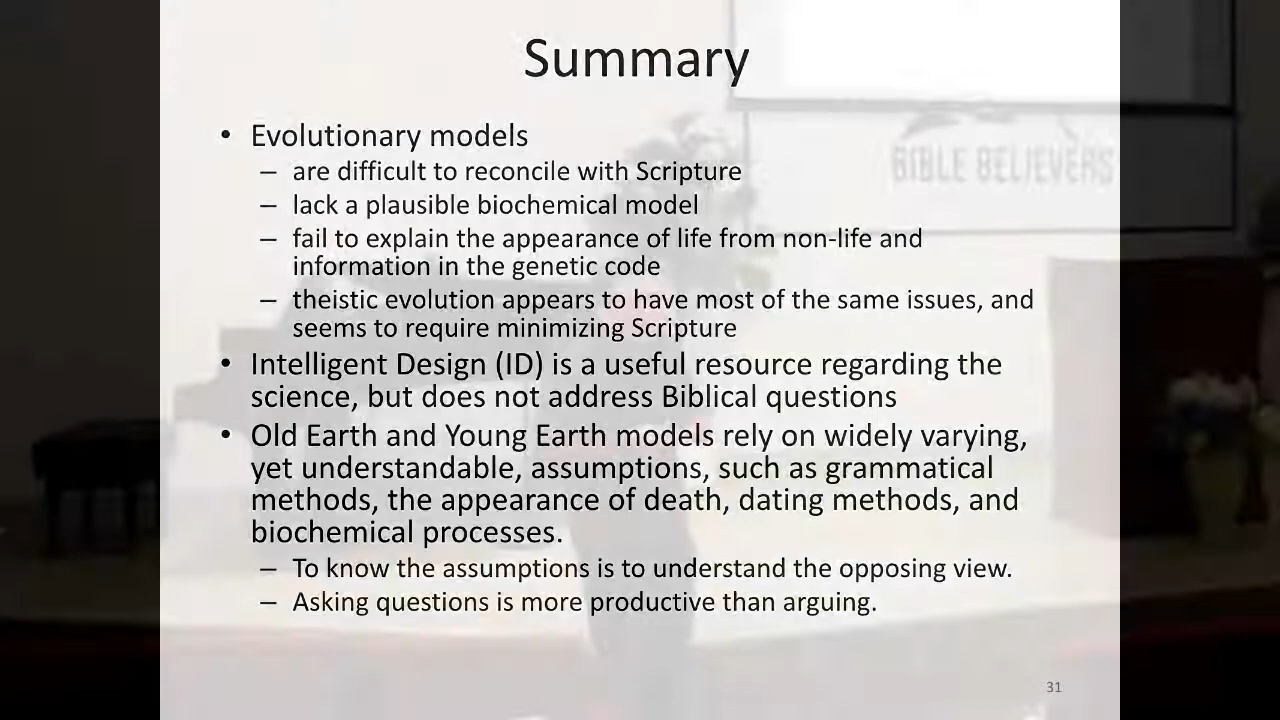 Summary
BIBLE BELIEVERS
• Evolutionary models
– are difficult to reconcile with Scripture
– lack a plausible biochemical model
– fail to explain the appearance of life from non-life and
information in the genetic code
– theistic evolution appears to have most of the same issues, and
seems to require minimizing Scripture
• Intelligent Design (ID) is a useful resource regarding the
science, but does not address Biblical questions
• Old Earth and Young Earth models rely on widely varying,
yet understandable, assumptions, such as grammatical
methods, the appearance of death, dating methods, and
biochemical processes.
– To know the assumptions is to understand the opposing view.
– Asking questions is more productive than arguing.
31